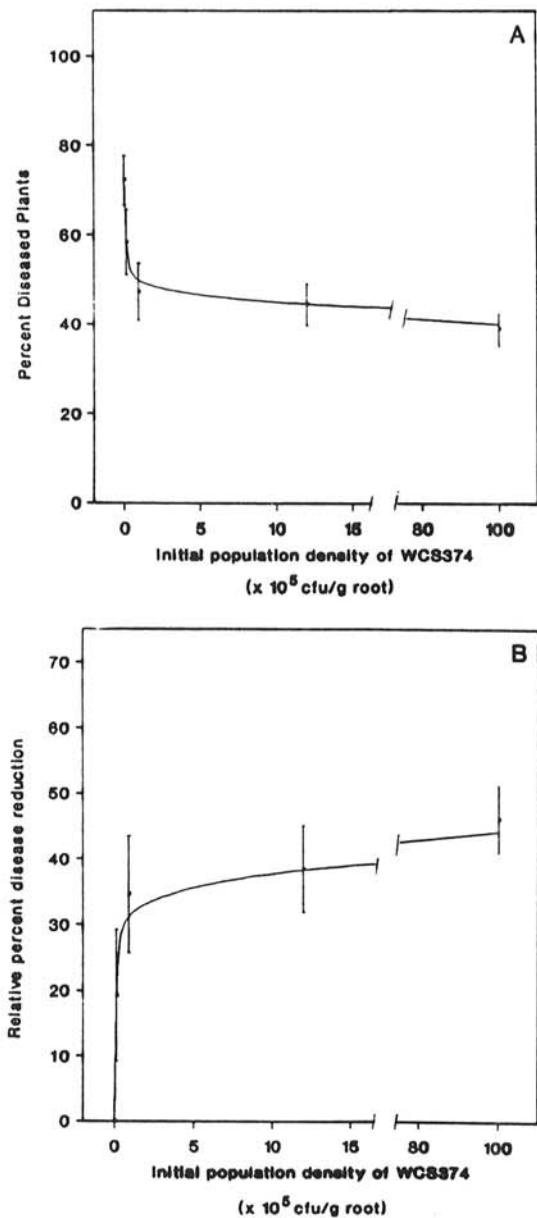 A
100
80
60
40
20
0
Percent Diseased Plants
0 5 10 15 80 100
Initial population density of WCS374
(x 10⁵ cfu/g root)
B
70
60
50
40
30
20
10
0
Relative percent disease reduction
0 5 10 15 80 100
Initial population density of WCS374
(x 10⁵ cfu/g root)